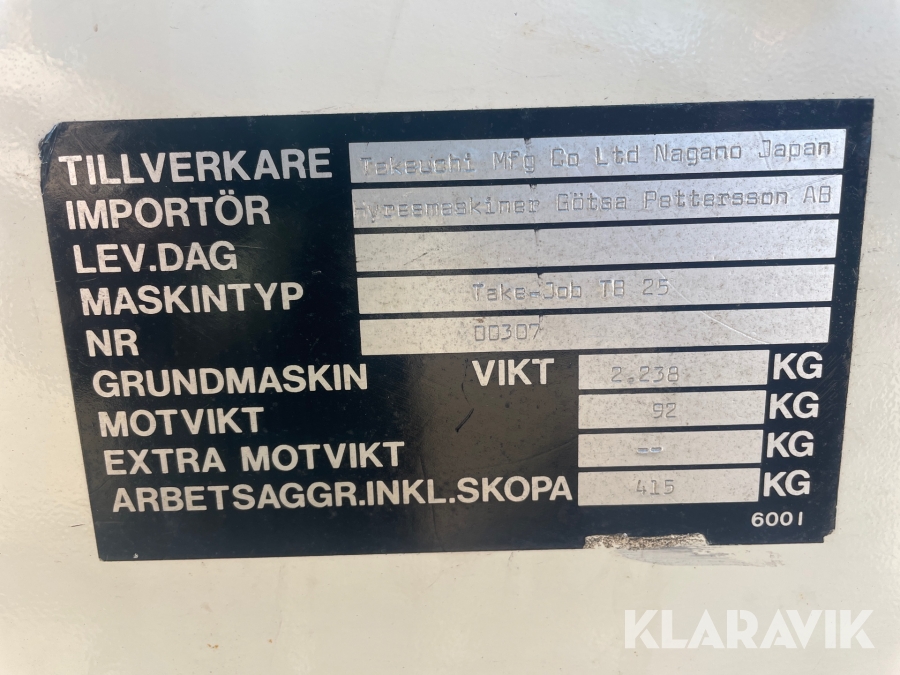 TILLVERKARE Takeuchi Mfg Co Ltd Nagano Japan
IMPORTÖR Hyresmaskiner Götsa Pettersson AB
LEV.DAG
MASKINTYP Take-Job TB 25
NR 00307
GRUNDMASKIN VIKT 2.238 KG
MOTVIKT 92 KG
EXTRA MOTVIKT -- KG
ARBETSAGGR.INKL.SKOPA 415 KG
6001
KLARAVIK